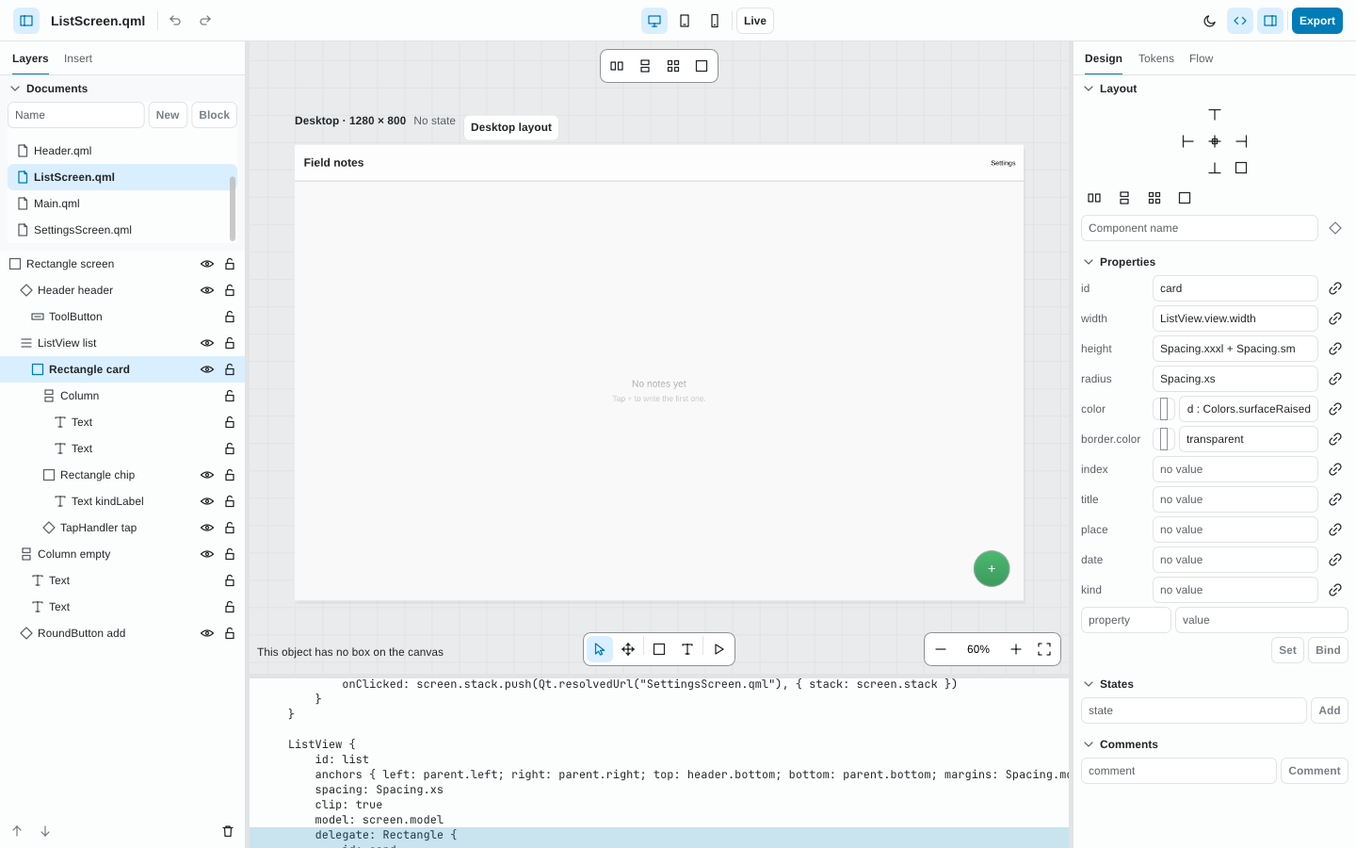 ListScreen.qml
Live
Export
Layers
Insert
Documents
Name
New
Block
Header.qml
ListScreen.qml
Main.qml
SettingsScreen.qml
Rectangle screen
Header header
ToolButton
ListView list
Rectangle card
Column
Text
Text
Rectangle chip
Text kindLabel
TapHandler tap
Column empty
Text
Text
RoundButton add
Desktop · 1280 × 800
No state
Desktop layout
Field notes
Settings
No notes yet
Tap + to write the first one.
+
This object has no box on the canvas
60%
onClicked: screen.stack.push(Qt.resolvedUrl("SettingsScreen.qml"), { stack: screen.stack })
}
}
ListView {
id: list
anchors { left: parent.left; right: parent.right; top: header.bottom; bottom: parent.bottom; margins: Spacing.m
spacing: Spacing.xs
clip: true
model: screen.model
delegate: Rectangle {
Design
Tokens
Flow
Layout
Component name
Properties
id
card
width
ListView.view.width
height
Spacing.xxxl + Spacing.sm
radius
Spacing.xs
color
d : Colors.surfaceRaised
border.color
transparent
index
no value
title
no value
place
no value
date
no value
kind
no value
property
value
Set
Bind
States
state
Add
Comments
comment
Comment